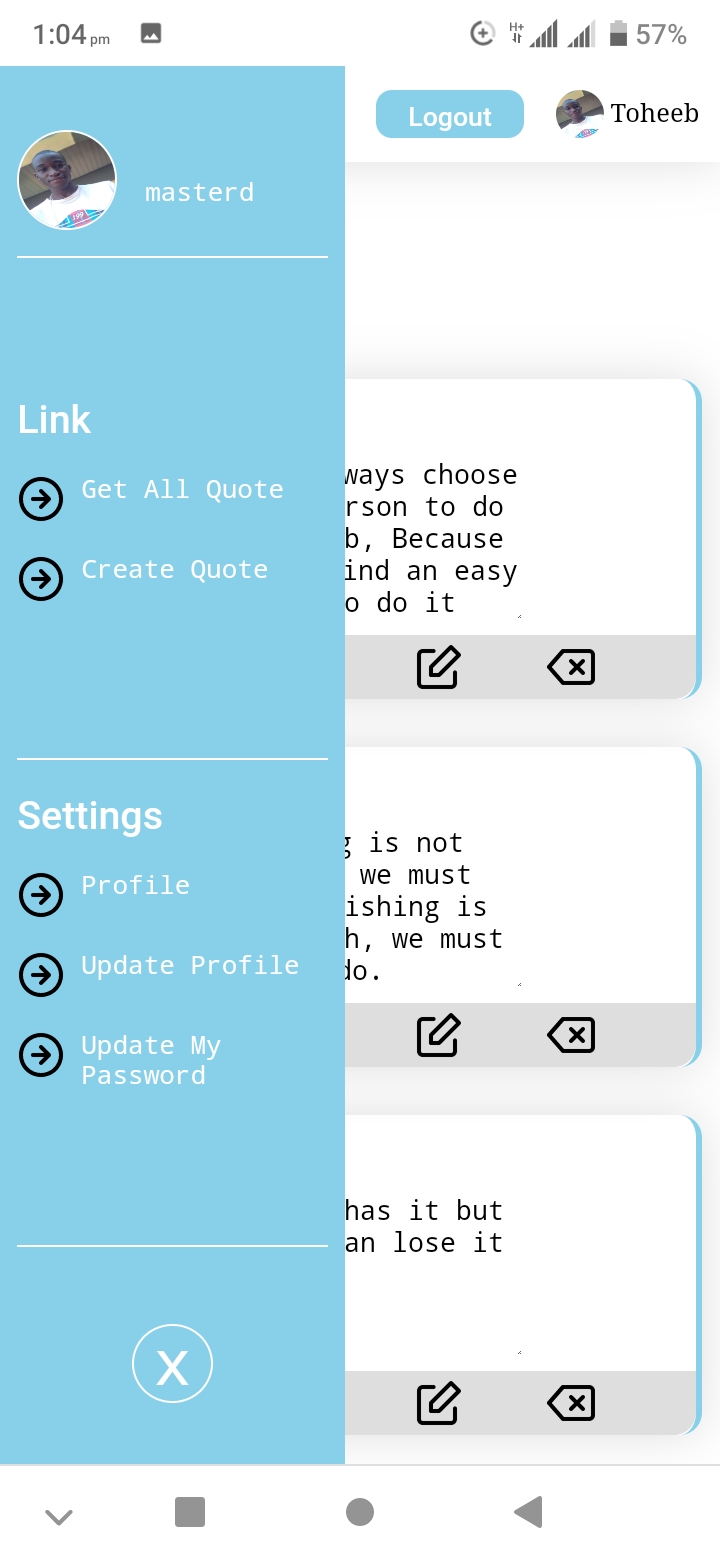 1:04 pm
H+
57%
Logout
Toheeb
masterd
Link
Get All Quote
Create Quote
ways choose
rson to do
b, Because
ind an easy
o do it
Settings
Profile
Update Profile
Update My
Password
g is not
we must
ishing is
h, we must
do.
has it but
an lose it
X